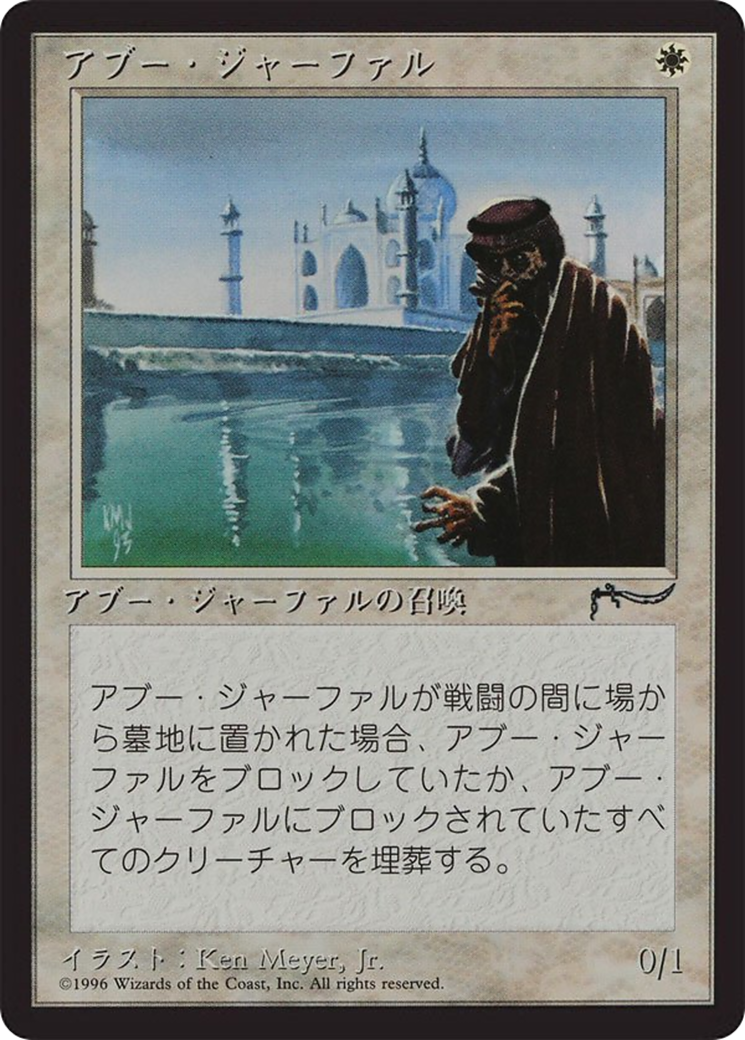 アブー・ジャーファル
KMJ
93
アブー・ジャーファルの召喚
アブー・ジャーファルが戦闘の間に場か
ら墓地に置かれた場合、アブー・ジャー
ファルをブロックしていたか、アブー・
ジャーファルにブロックされていたすべ
てのクリーチャーを埋葬する。
イラスト：Ken Meyer, Jr.
0/1
©1996 Wizards of the Coast, Inc. All rights reserved.